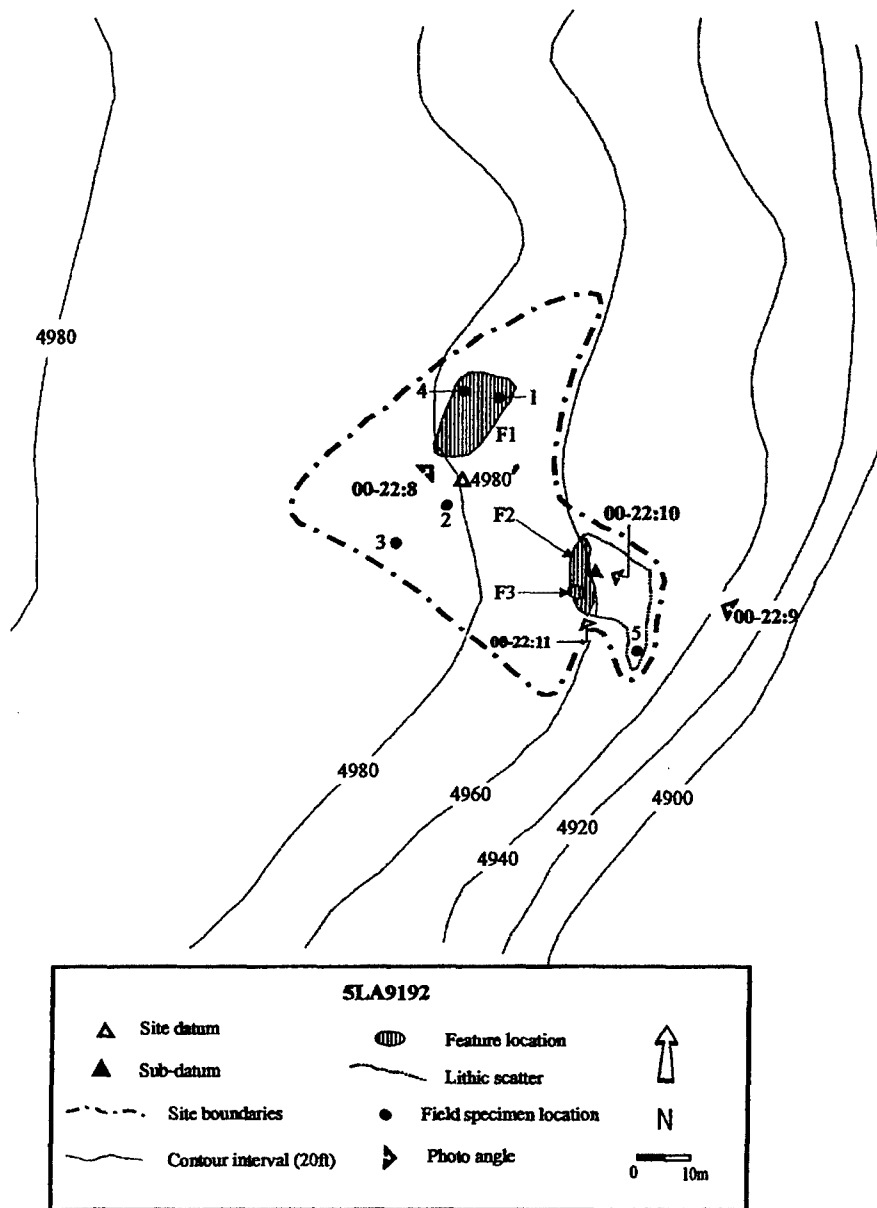 4980
4
1
F1
4980'
00-22:8
2
00-22:10
F2
3
F3
00-22:9
5
00-22:11
4980
4960
4900
4920
4940
5LA9192
Site datum
Feature location
Sub-datum
Lithic scatter
Site boundaries
Field specimen location
N
Contour interval (20ft)
Photo angle
0 10m